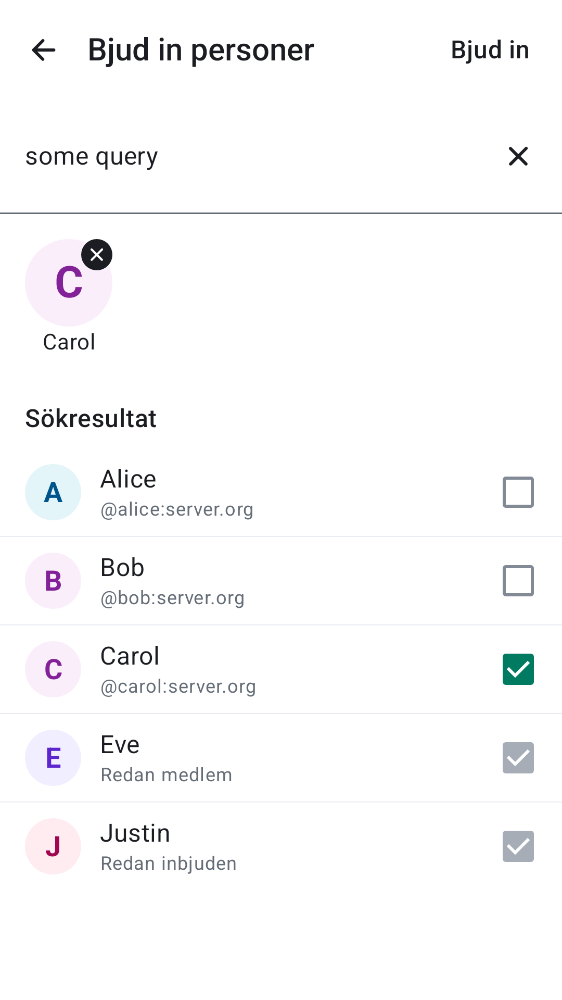 Bjud in personer
Bjud in
some query
C
Carol
Sökresultat
A
Alice
@alice:server.org
B
Bob
@bob:server.org
C
Carol
@carol:server.org
E
Eve
Redan medlem
J
Justin
Redan inbjuden